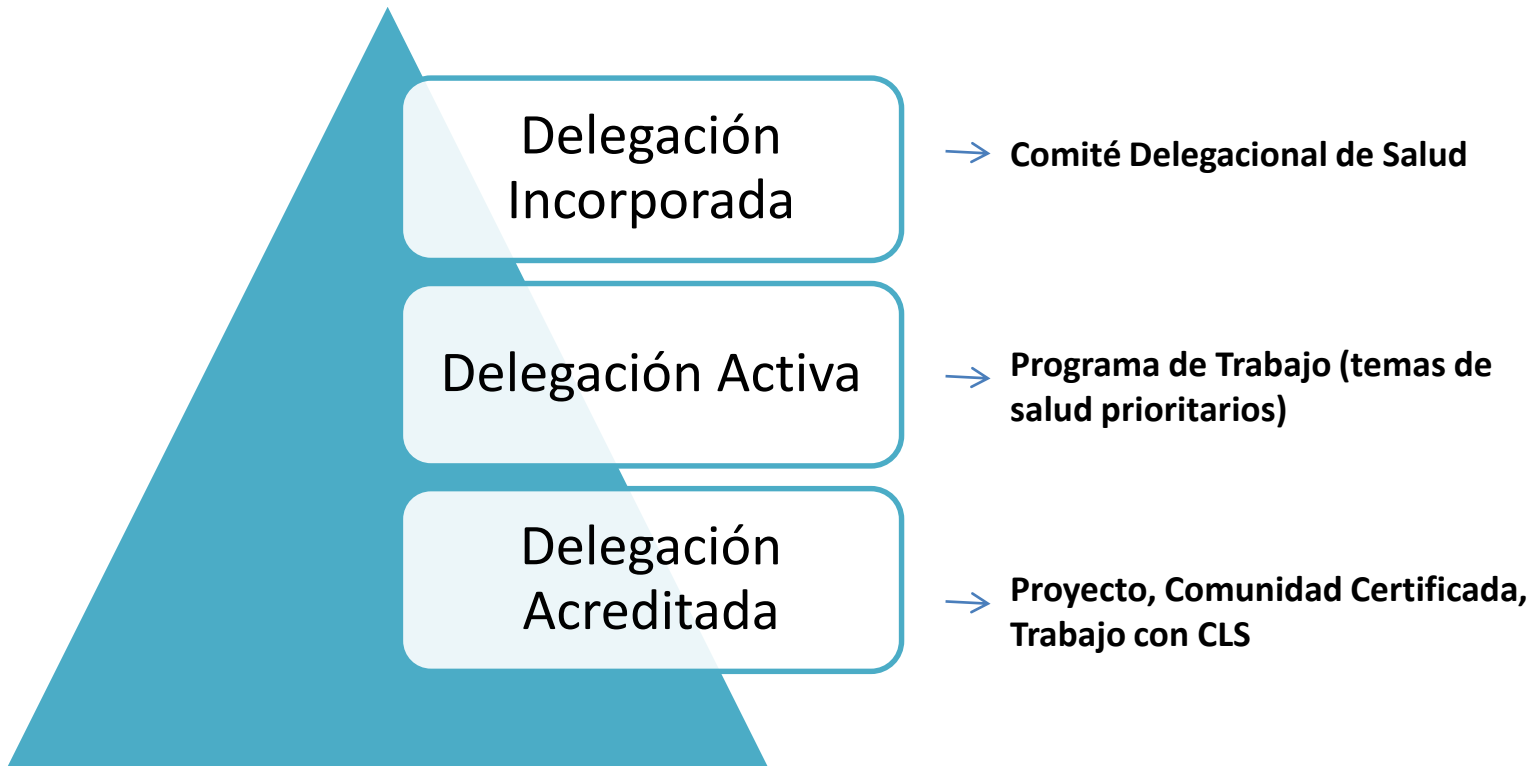 Delegación
Incorporada
Comité Delegacional de Salud
Delegación Activa
Programa de Trabajo (temas de
salud prioritarios)
Delegación
Acreditada
Proyecto, Comunidad Certificada,
Trabajo con CLS